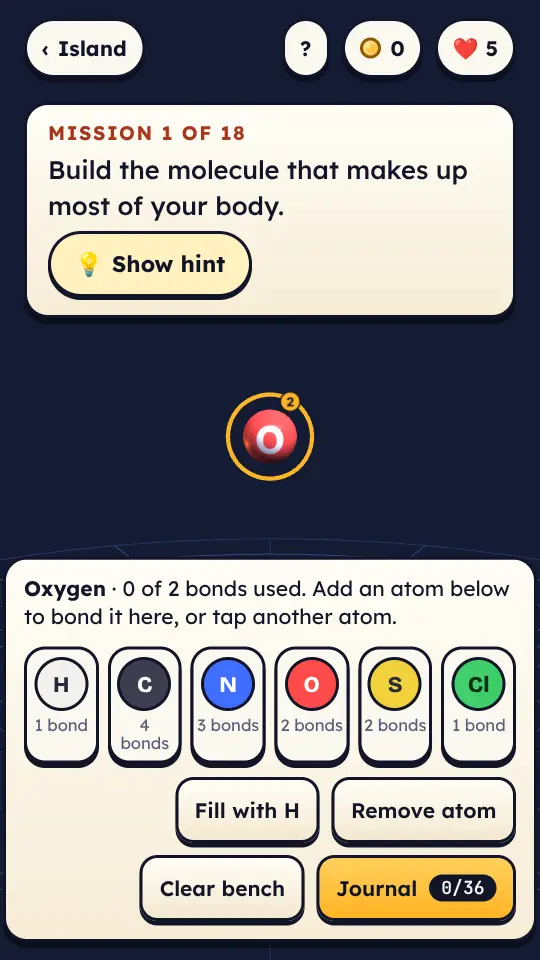 ‹ Island
?
0
5
MISSION 1 OF 18
Build the molecule that makes up
most of your body.
Show hint
2
O
Oxygen · 0 of 2 bonds used. Add an atom below
to bond it here, or tap another atom.
H
1 bond
C
4
bonds
N
3 bonds
O
2 bonds
S
2 bonds
Cl
1 bond
Fill with H
Remove atom
Clear bench
Journal 0/36